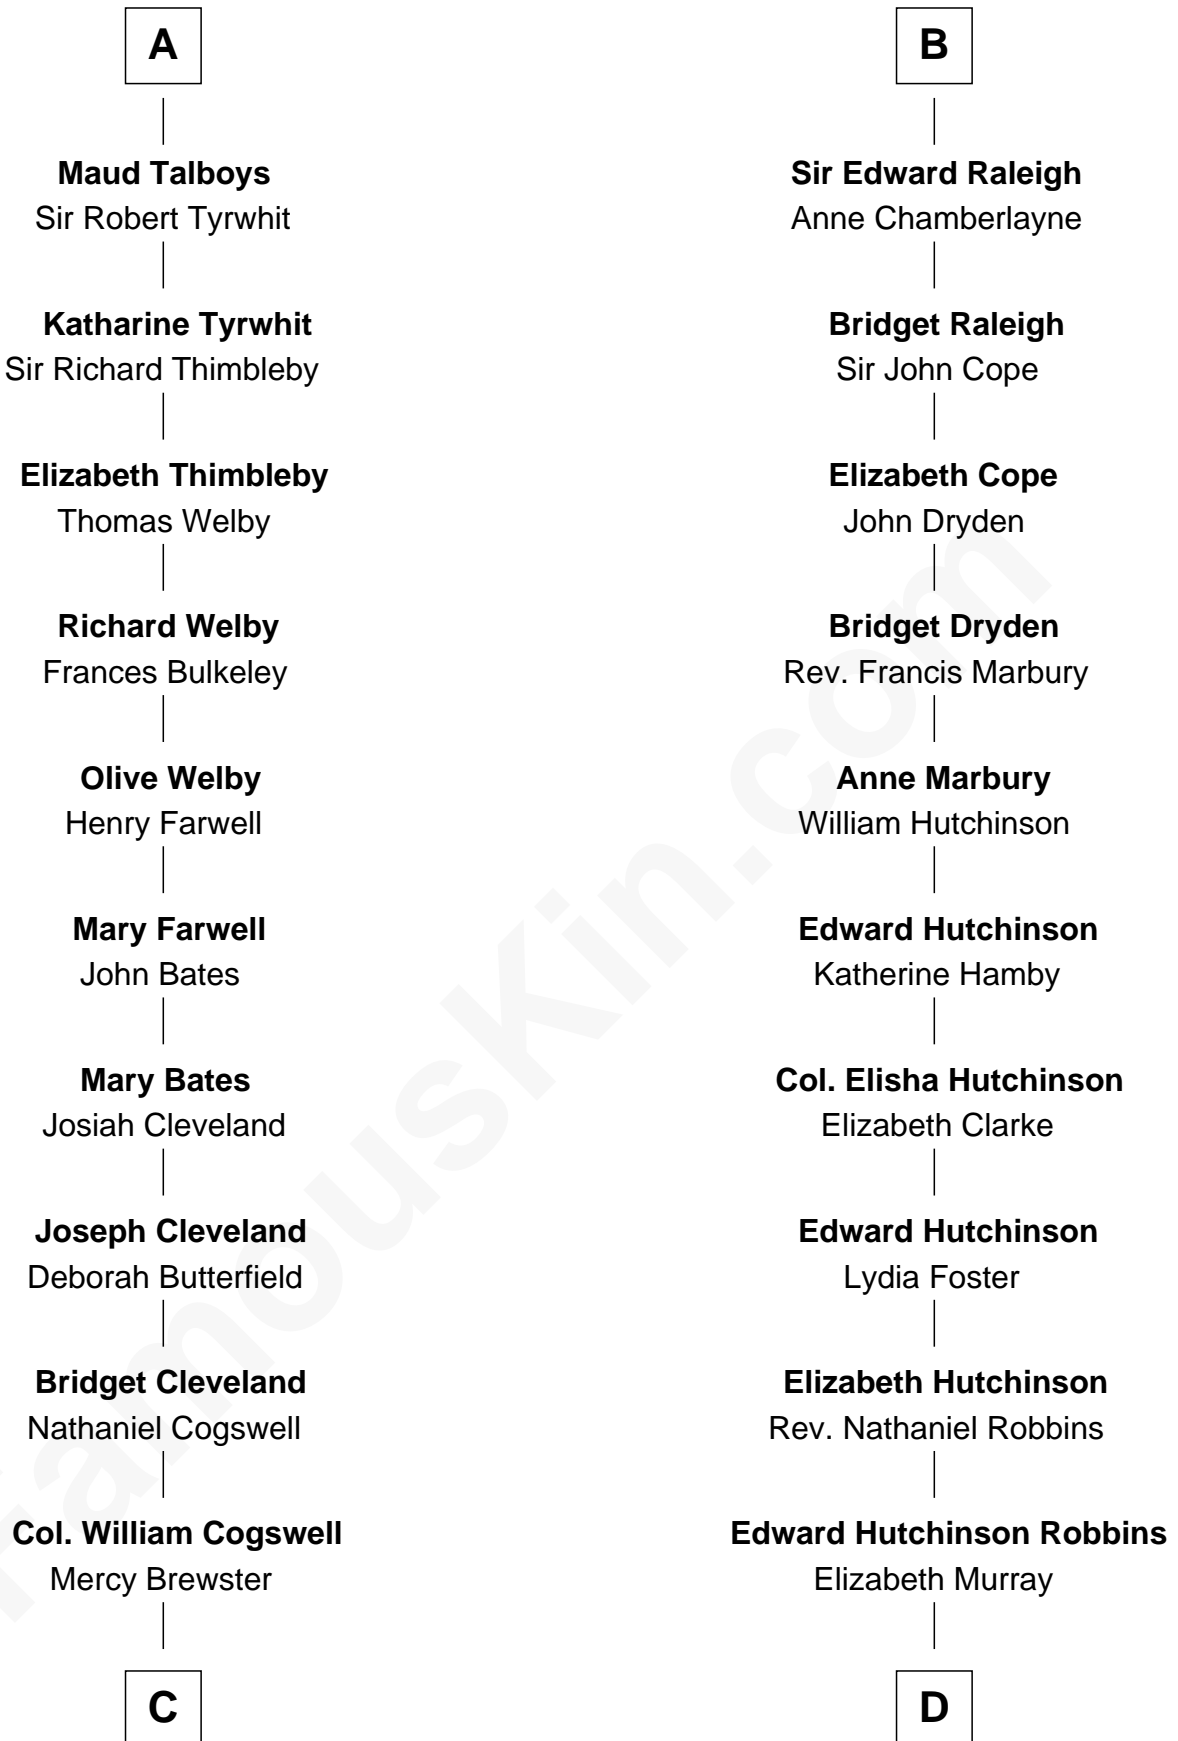 A
Maud Talboys
Sir Robert Tyrwhit
Katharine Tyrwhit
Sir Richard Thimbleby
Elizabeth Thimbleby
Thomas Welby
Richard Welby
Frances Bulkeley
Olive Welby
Henry Farwell
Mary Farwell
John Bates
Mary Bates
Josiah Cleveland
Joseph Cleveland
Deborah Butterfield
Bridget Cleveland
Nathaniel Cogswell
Col. William Cogswell
Mercy Brewster
C
B
Sir Edward Raleigh
Anne Chamberlayne
Bridget Raleigh
Sir John Cope
Elizabeth Cope
John Dryden
Bridget Dryden
Rev. Francis Marbury
Anne Marbury
William Hutchinson
Edward Hutchinson
Katherine Hamby
Col. Elisha Hutchinson
Elizabeth Clarke
Edward Hutchinson
Lydia Foster
Elizabeth Hutchinson
Rev. Nathaniel Robbins
Edward Hutchinson Robbins
Elizabeth Murray
D
FamousKin.com